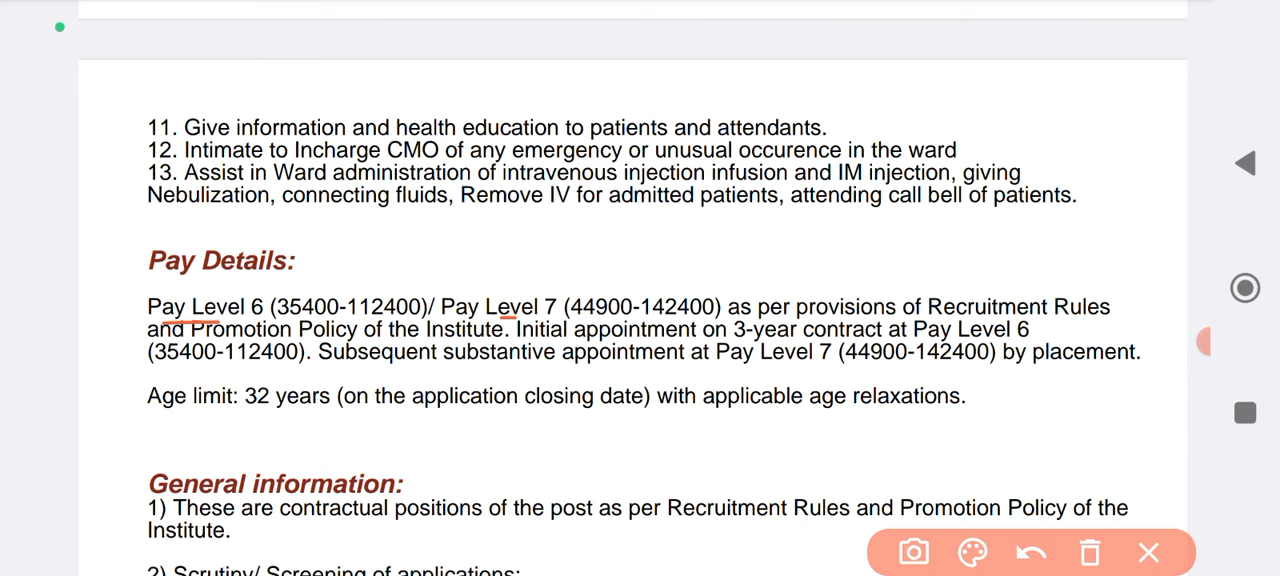 11. Give information and health education to patients and attendants.
12. Intimate to Incharge CMO of any emergency or unusual occurence in the ward
13. Assist in Ward administration of intravenous injection infusion and IM injection, giving
Nebulization, connecting fluids, Remove IV for admitted patients, attending call bell of patients.
Pay Details:
Pay Level 6 (35400-112400)/ Pay Level 7 (44900-142400) as per provisions of Recruitment Rules
and Promotion Policy of the Institute. Initial appointment on 3-year contract at Pay Level 6
(35400-112400). Subsequent substantive appointment at Pay Level 7 (44900-142400) by placement.
Age limit: 32 years (on the application closing date) with applicable age relaxations.
General information:
1) These are contractual positions of the post as per Recruitment Rules and Promotion Policy of the
Institute.
2) Scrutiny/ Screening of applications: